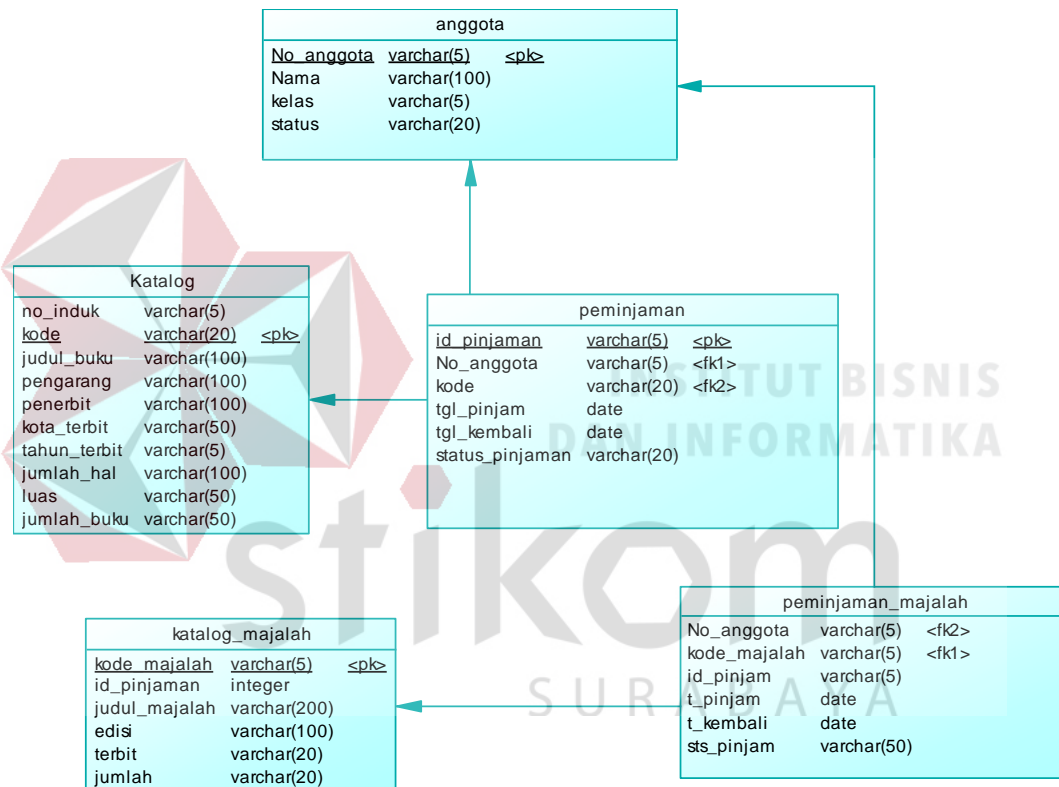 anggota
No_anggota varchar(5) <pk>
Nama varchar(100)
kelas varchar(5)
status varchar(20)
Katalog
no_induk varchar(5)
kode varchar(20) <pk>
judul_buku varchar(100)
pengarang varchar(100)
penerbit varchar(100)
kota_terbit varchar(50)
tahun_terbit varchar(5)
jumlah_hal varchar(100)
luas varchar(50)
jumlah_buku varchar(50)
peminjaman
id_pinjaman varchar(5) <pk>
No_anggota varchar(5) <fk1>
kode varchar(20) <fk2>
tgl_pinjam date
tgl_kembali date
status_pinjaman varchar(20)
INSTITUT BISNIS
DAN INFORMATIKA
stikom
SURABAYA
katalog_majalah
kode_majalah varchar(5) <pk>
id_pinjaman integer
judul_majalah varchar(200)
edisi varchar(100)
terbit varchar(20)
jumlah varchar(20)
peminjaman_majalah
No_anggota varchar(5) <fk2>
kode_majalah varchar(5) <fk1>
id_pinjam varchar(5)
t_pinjam date
t_kembali date
sts_pinjam varchar(50)